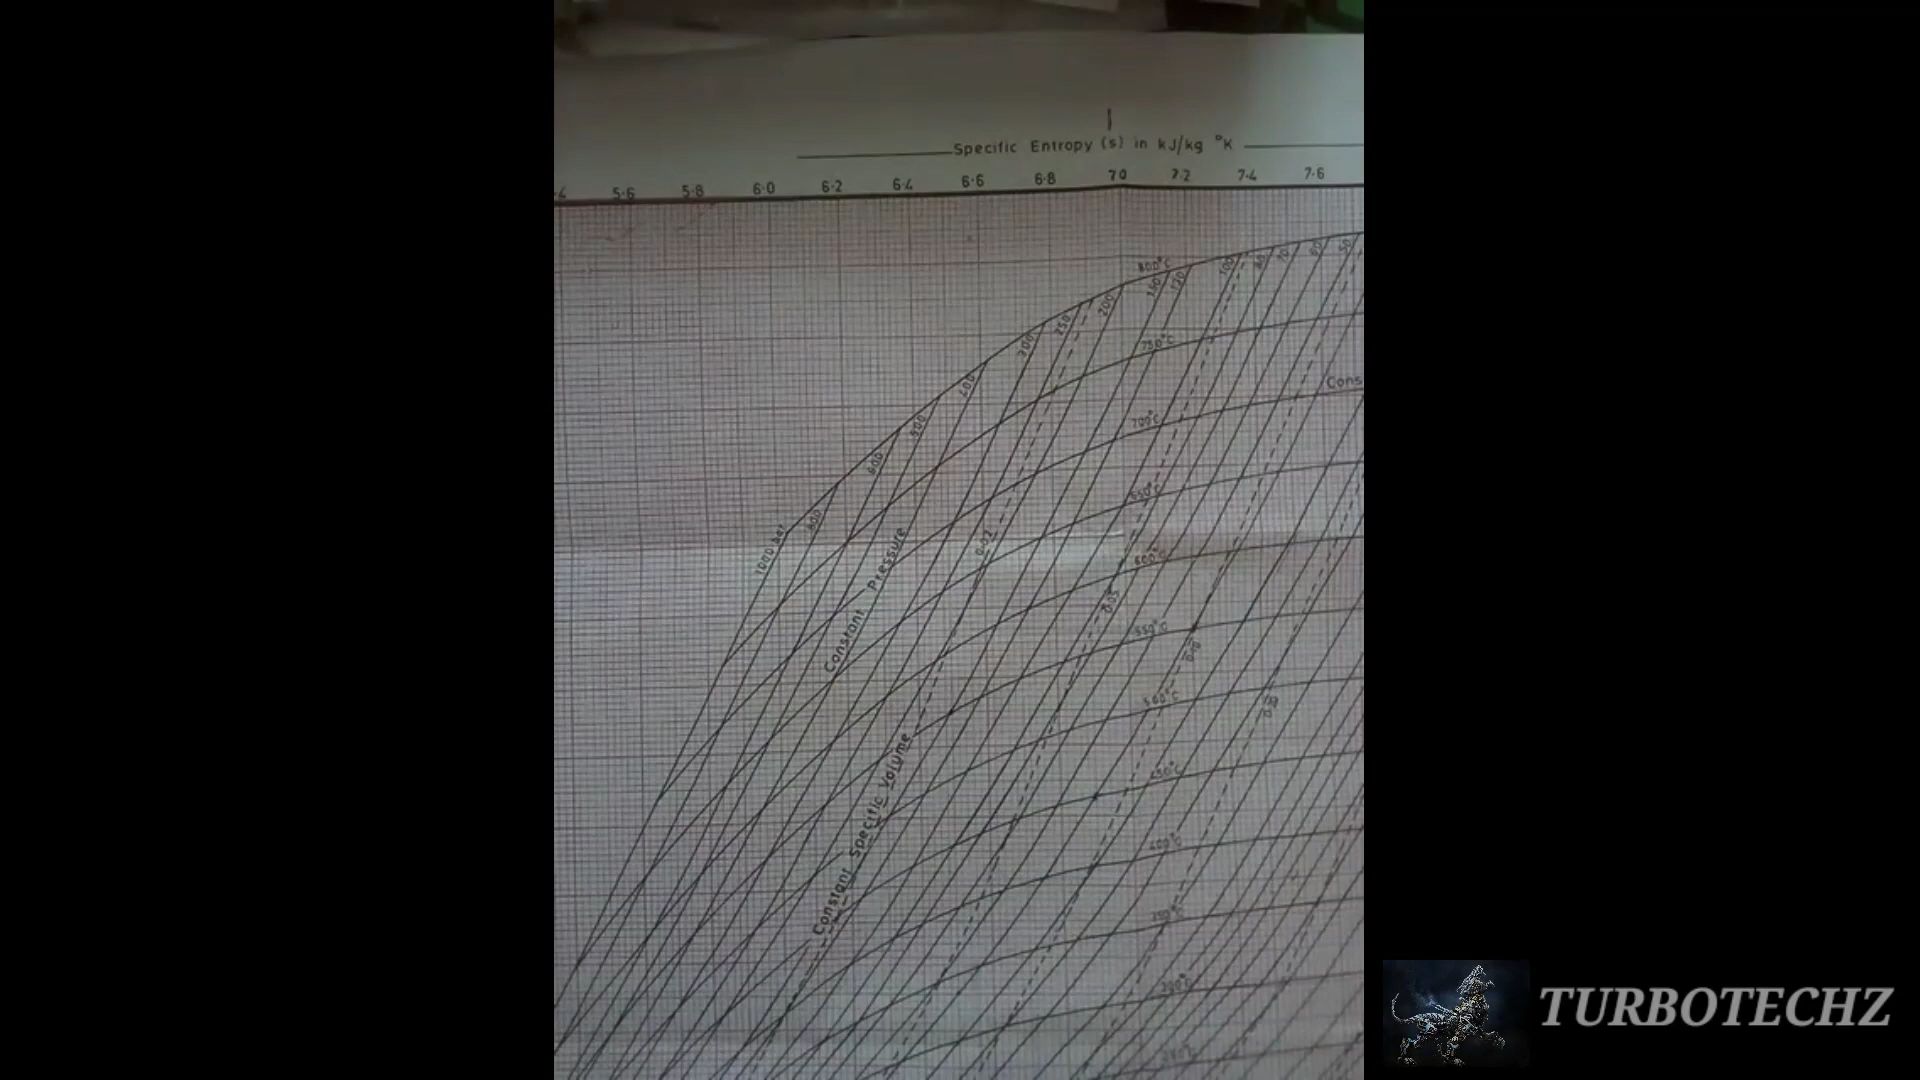 Specific Entropy (s) in kJ/kg °K
5·6 5·8 6·0 6·2 6·4 6·6 6·8 7·0 7·2 7·4 7·6
800°C
100 80 70 60 50
150 120
200
250
300
750°C
400
Cons
500
700°C
600
650°C
800
1000 bar
0·02
600°C
Constant Pressure
0·05
550°C
0·10
500°C
0·20
Constant Specific Volume
450°C
400°C
350°C
300°C
250°C
TURBOTECHZ